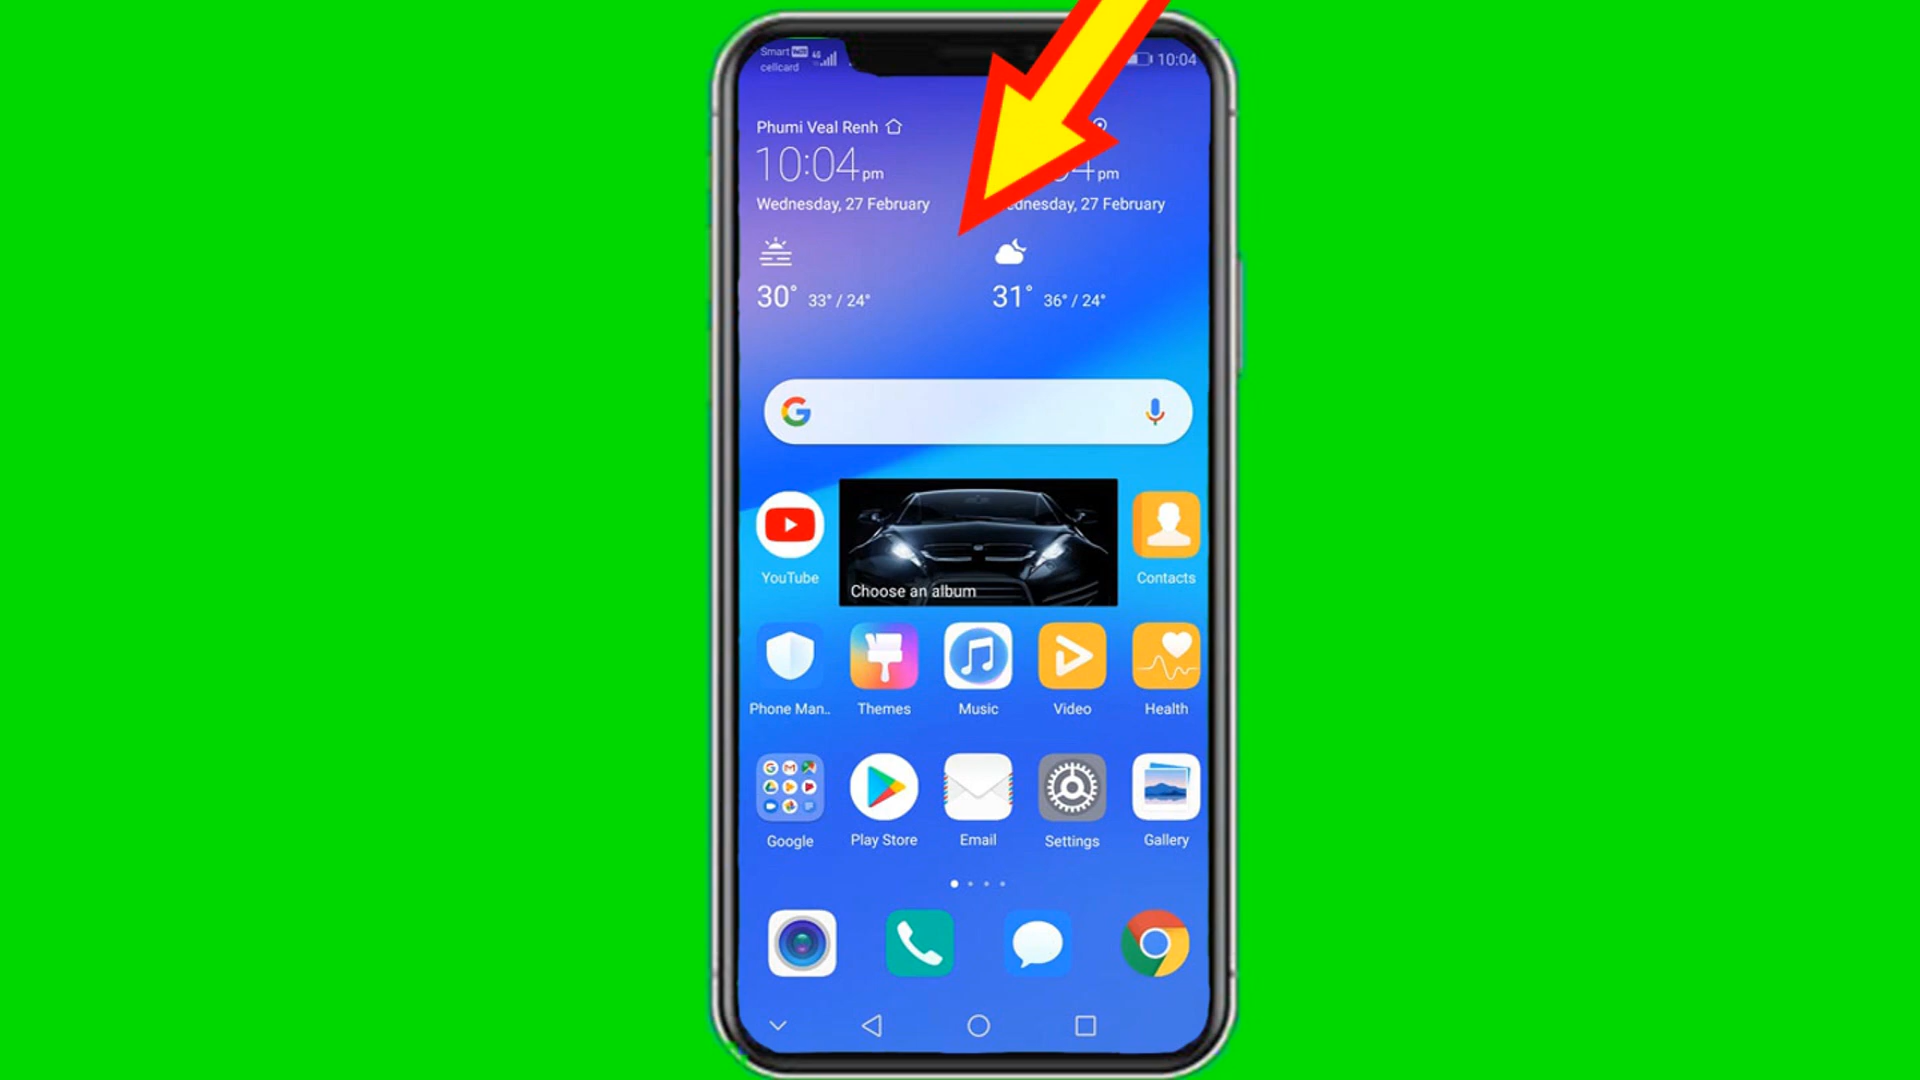 Smart
cellcard
4G
10:04
Phumi Veal Renh
10:04 pm
pm
Wednesday, 27 February
ednesday, 27 February
30° 33° / 24°
31° 36° / 24°
YouTube
Choose an album
Contacts
Phone Man..
Themes
Music
Video
Health
Google
Play Store
Email
Settings
Gallery